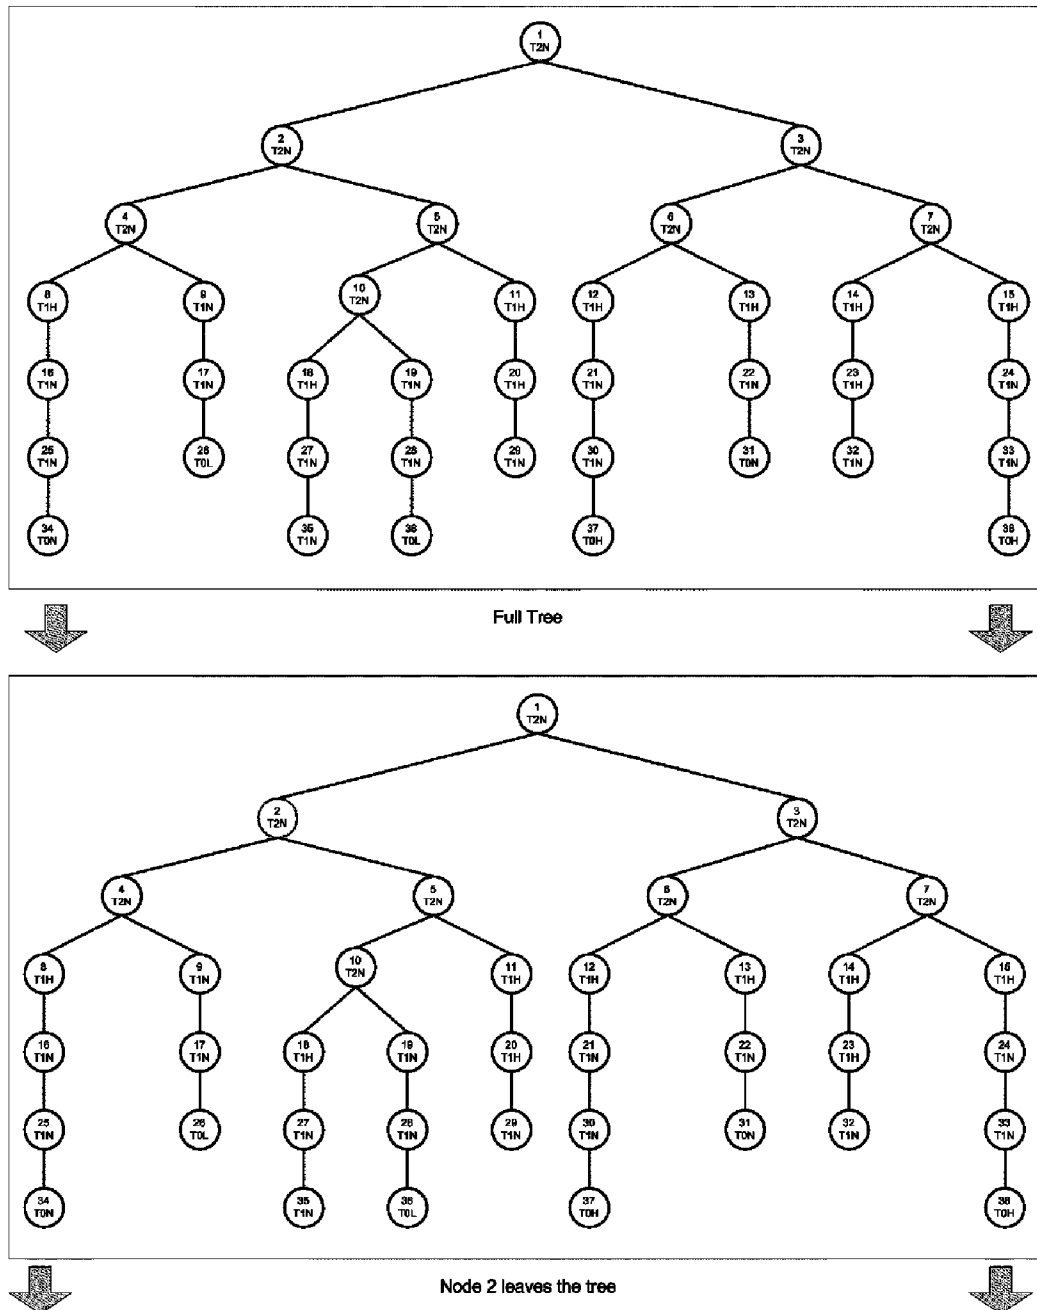 1
T2N
2
T2N
3
T2N
4
T2N
5
T2N
6
T2N
7
T2N
8
T1H
9
T1N
10
T2N
11
T1H
12
T1H
13
T1H
14
T1H
15
T1H
16
T1N
17
T1N
18
T1H
19
T1N
20
T1H
21
T1N
22
T1N
23
T1H
24
T1N
25
T1N
26
T0L
27
T1N
28
T1N
29
T1N
30
T1N
31
T0N
32
T1N
33
T1N
34
T0N
35
T1N
36
T0L
37
T0H
38
T0H
Full Tree
1
T2N
2
T2N
3
T2N
4
T2N
5
T2N
6
T2N
7
T2N
8
T1H
9
T1N
10
T2N
11
T1H
12
T1H
13
T1H
14
T1H
15
T1H
16
T1N
17
T1N
18
T1H
19
T1N
20
T1H
21
T1N
22
T1N
23
T1H
24
T1N
25
T1N
26
T0L
27
T1N
28
T1N
29
T1N
30
T1N
31
T0N
32
T1N
33
T1N
34
T0N
35
T1N
36
T0L
37
T0H
38
T0H
Node 2 leaves the tree